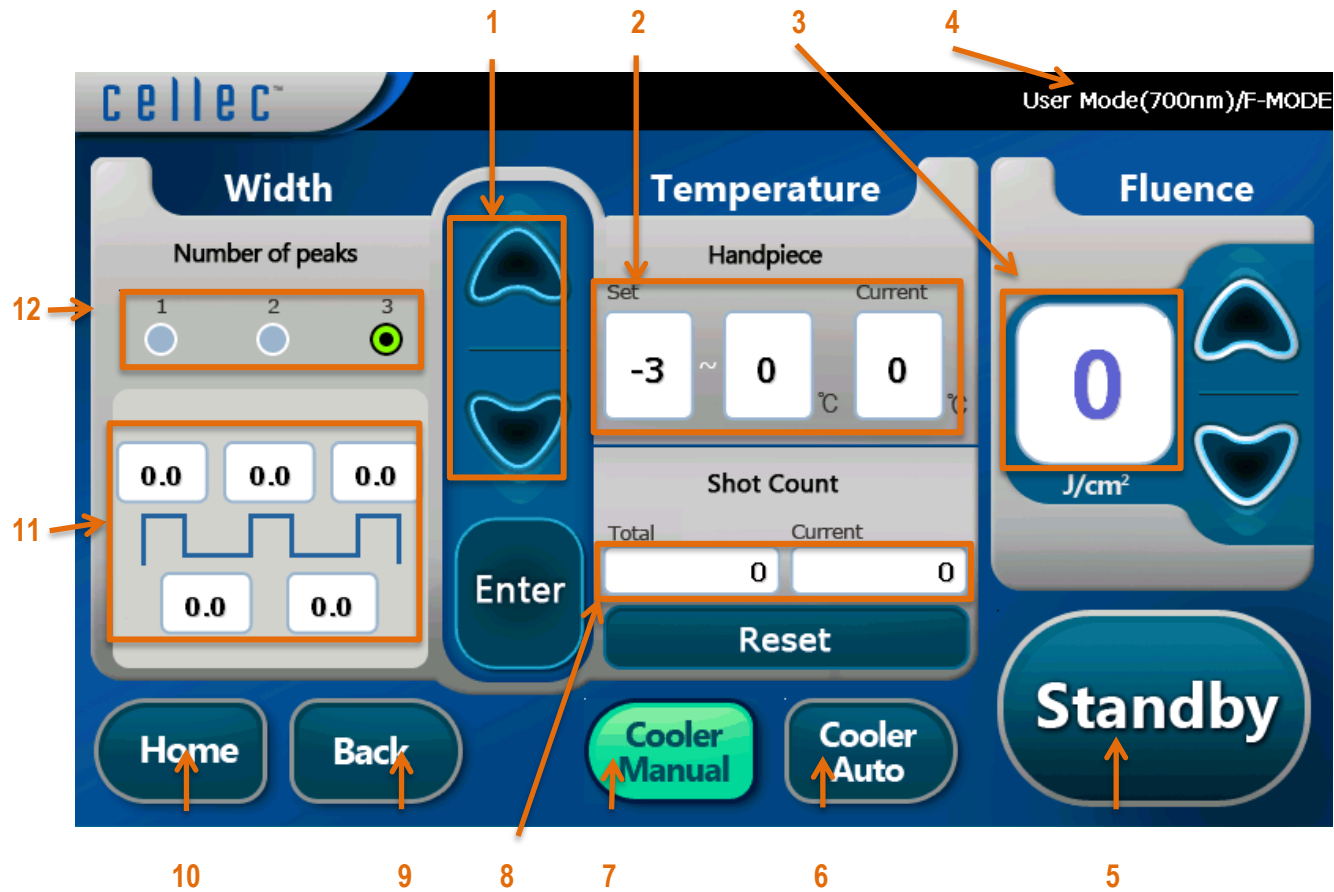 1 2 3 4
cellec™
User Mode(700nm)/F-MODE
Width
Temperature
Fluence
Number of peaks
Handpiece
Set
Current
12
1 2 3
-3 ~ 0 ℃
0 ℃
0
J/cm²
0.0 0.0 0.0
11
0.0 0.0
Enter
Shot Count
Total
Current
0
0
Reset
Home
Back
Cooler
Manual
Cooler
Auto
Standby
10 9 8 7 6 5